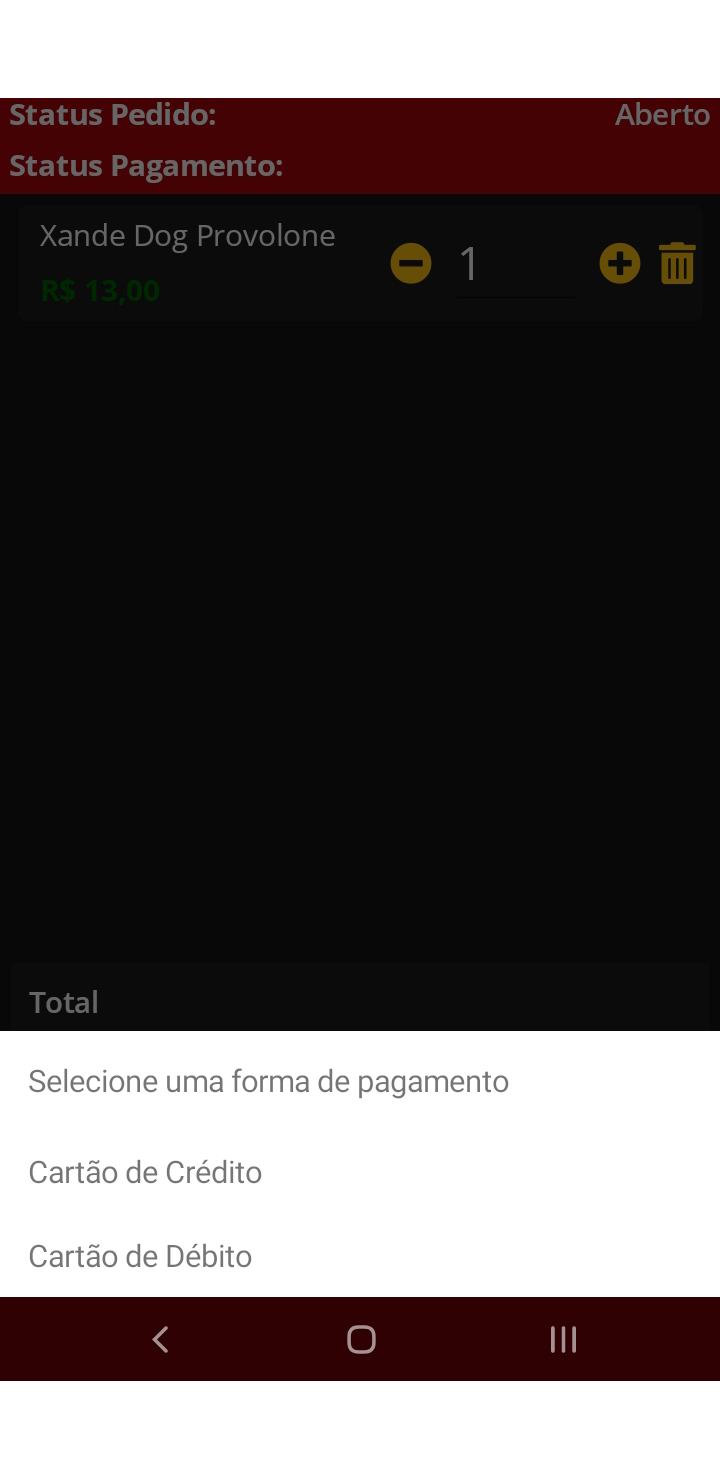 Status Pedido: Aberto
Status Pagamento:
Xande Dog Provolone
R$ 13,00
1
Total
Selecione uma forma de pagamento
Cartão de Crédito
Cartão de Débito